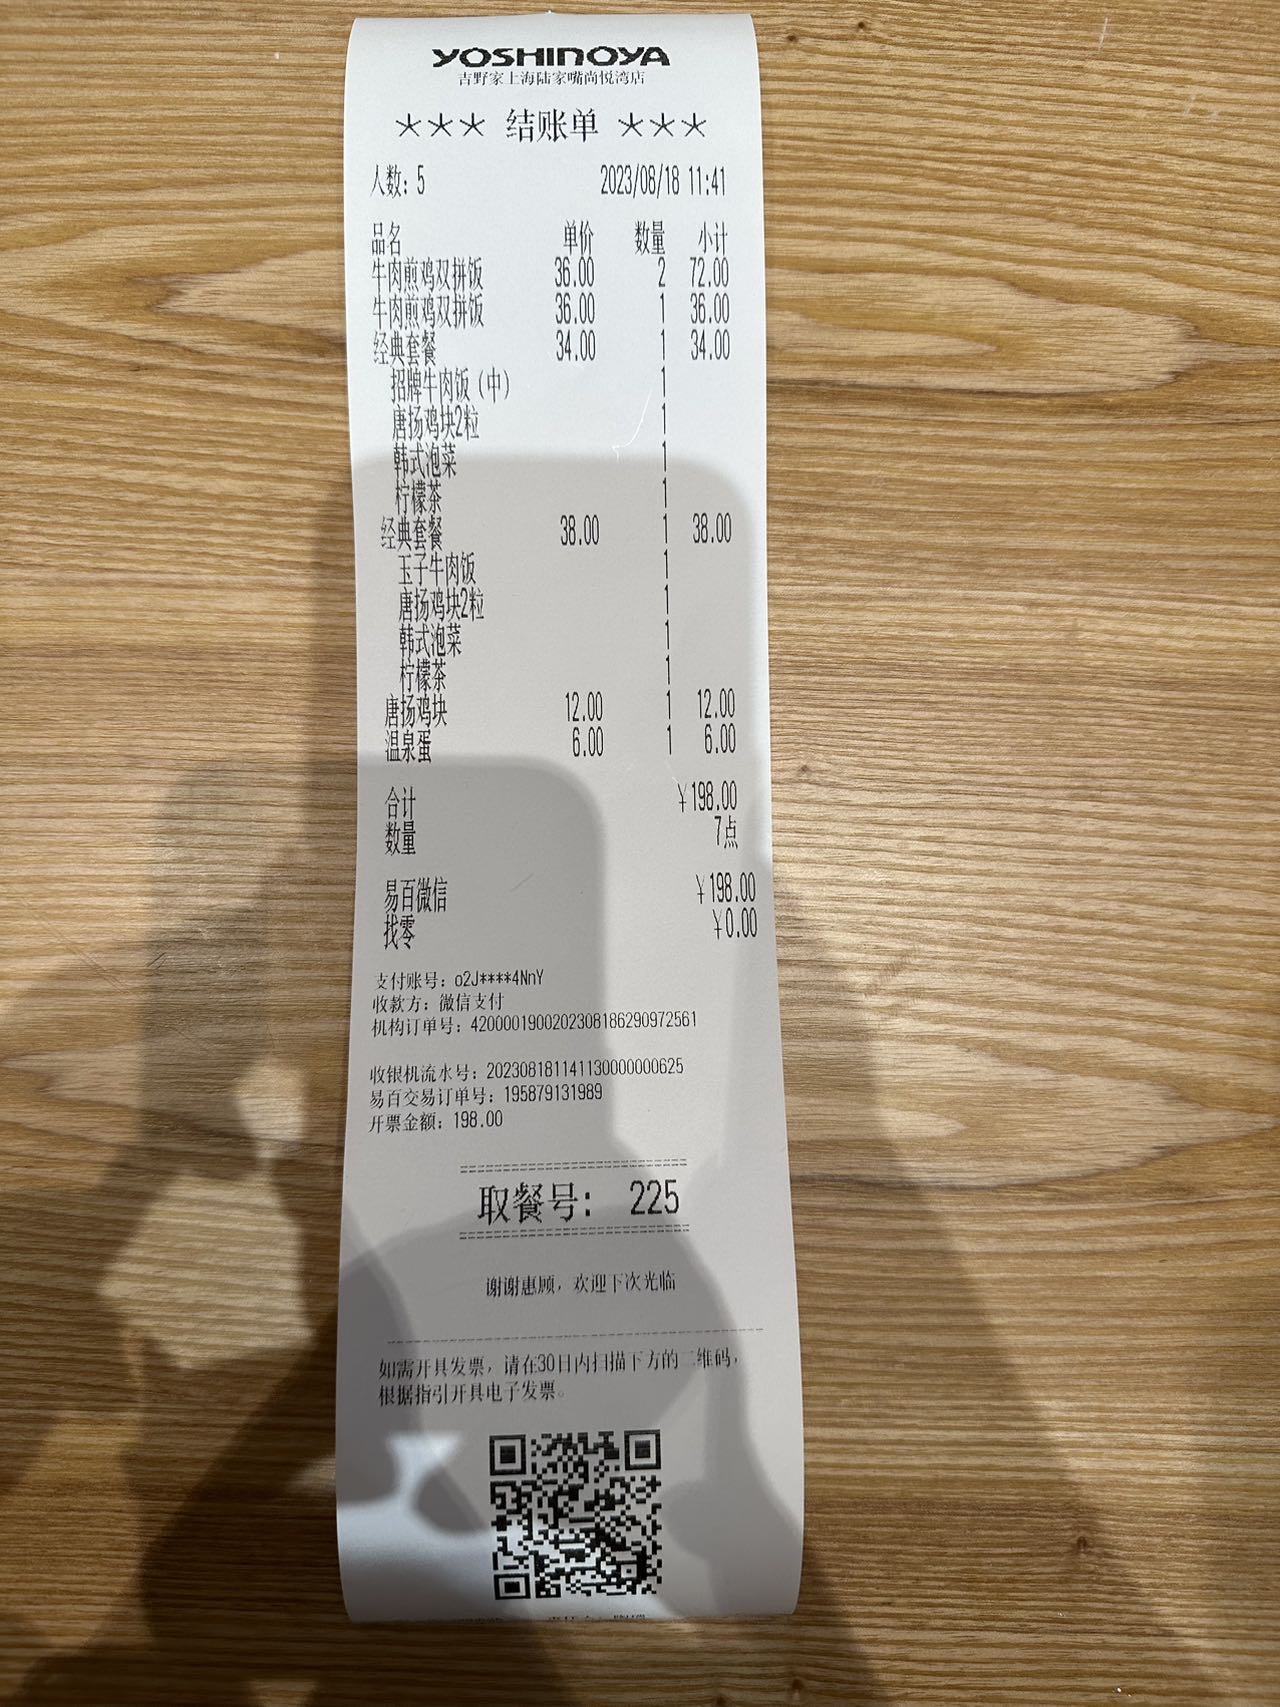 YOSHINOYA
吉野家上海陆家嘴尚悦湾店
*** 结账单 ***
人数: 5 2023/08/18 11:41
品名 单价 数量 小计
牛肉煎鸡双拼饭 36.00 2 72.00
牛肉煎鸡双拼饭 36.00 1 36.00
经典套餐 34.00 1 34.00
招牌牛肉饭(中) 1
唐扬鸡块2粒 1
韩式泡菜 1
柠檬茶 1
经典套餐 38.00 1 38.00
玉子牛肉饭 1
唐扬鸡块2粒 1
韩式泡菜 1
柠檬茶 1
唐扬鸡块 12.00 1 12.00
温泉蛋 6.00 1 6.00
合计 ¥198.00
数量 7点
易百微信 ¥198.00
找零 ¥0.00
支付账号: o2J****4NnY
收款方: 微信支付
机构订单号: 4200001900202308186290972561
收银机流水号: 202308181141130000000625
易百交易订单号: 195879131989
开票金额: 198.00
取餐号: 225
谢谢惠顾, 欢迎下次光临
如需开具发票, 请在30日内扫描下方的二维码,
根据指引开具电子发票。